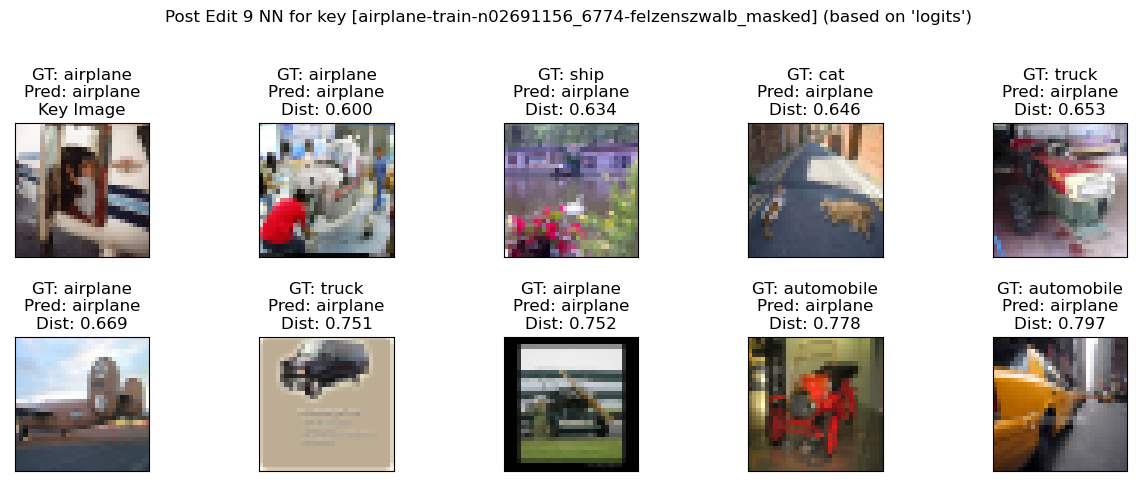 Post Edit 9 NN for key [airplane-train-n02691156_6774-felzenszwalb_masked] (based on 'logits')
GT: airplane
Pred: airplane
Key Image
GT: airplane
Pred: airplane
Dist: 0.600
GT: ship
Pred: airplane
Dist: 0.634
GT: cat
Pred: airplane
Dist: 0.646
GT: truck
Pred: airplane
Dist: 0.653
GT: airplane
Pred: airplane
Dist: 0.669
GT: truck
Pred: airplane
Dist: 0.751
GT: airplane
Pred: airplane
Dist: 0.752
GT: automobile
Pred: airplane
Dist: 0.778
GT: automobile
Pred: airplane
Dist: 0.797